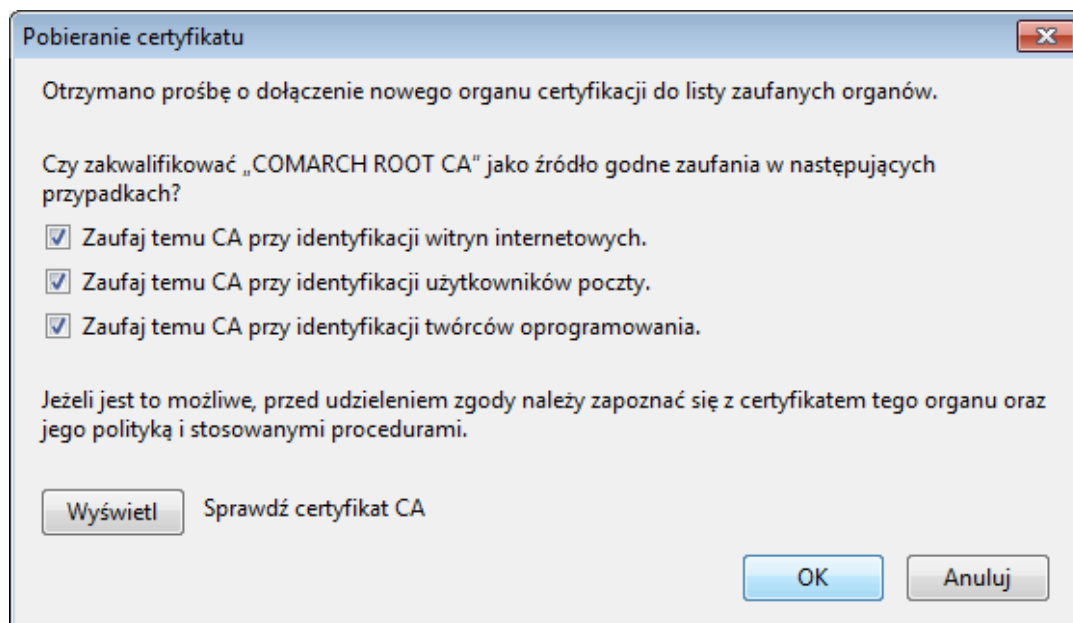 Pobieranie certyfikatu
Otrzymano prośbę o dołączenie nowego organu certyfikacji do listy zaufanych organów.
Czy zakwalifikować „COMARCH ROOT CA” jako źródło godne zaufania w następujących
przypadkach?
Zaufaj temu CA przy identyfikacji witryn internetowych.
Zaufaj temu CA przy identyfikacji użytkowników poczty.
Zaufaj temu CA przy identyfikacji twórców oprogramowania.
Jeżeli jest to możliwe, przed udzieleniem zgody należy zapoznać się z certyfikatem tego organu oraz
jego polityką i stosowanymi procedurami.
Wyświetl Sprawdź certyfikat CA
OK Anuluj